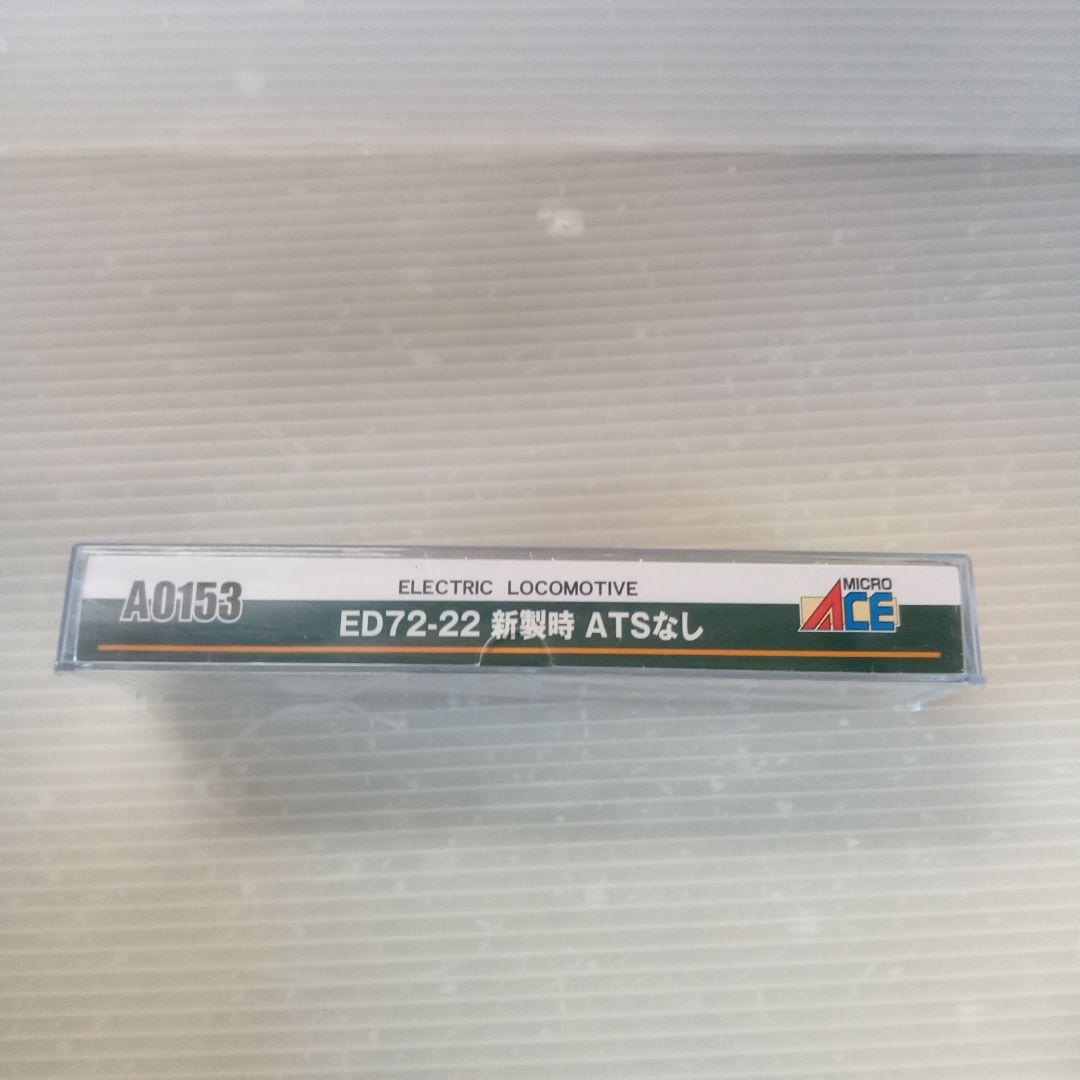 A0153
ELECTRIC LOCOMOTIVE
ED72-22 新製時 ATSなし
MICRO
ACE